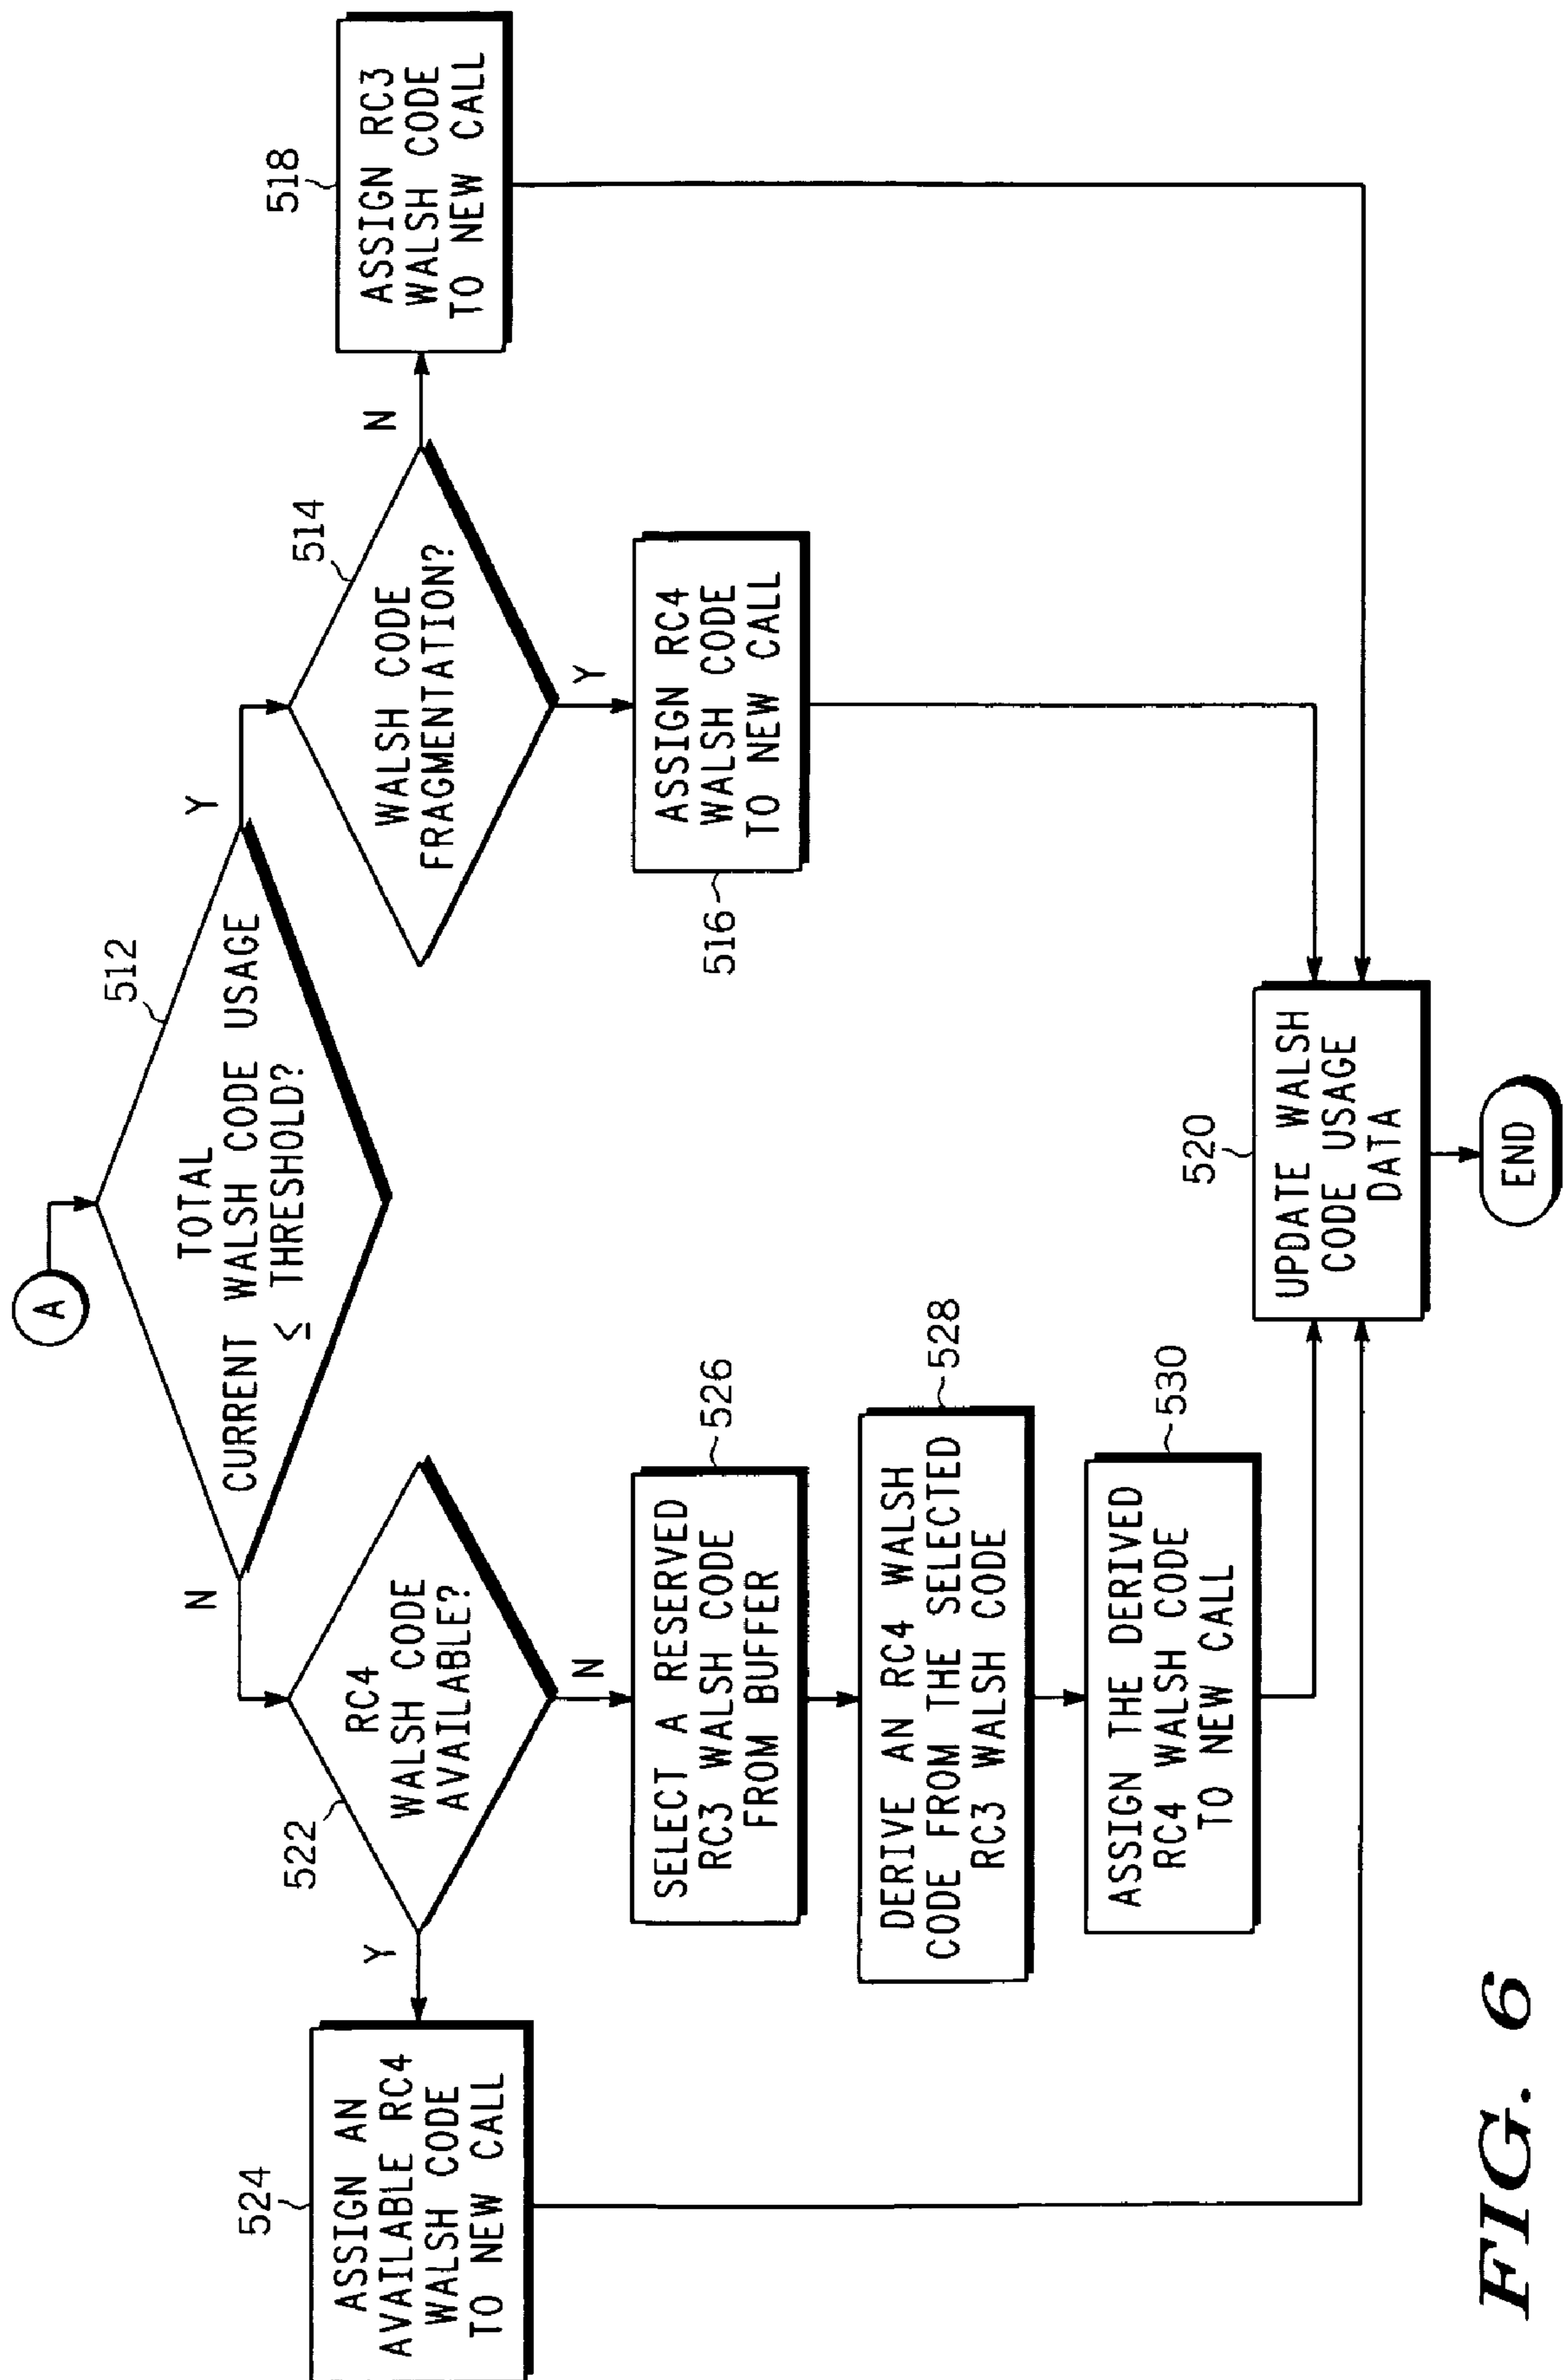 A
512
TOTAL
CURRENT WALSH CODE USAGE
≤ THRESHOLD?
N
Y
522
RC4
WALSH CODE
AVAILABLE?
Y
N
514
WALSH CODE
FRAGMENTATION?
N
Y
524
ASSIGN AN
AVAILABLE RC4
WALSH CODE
TO NEW CALL
518
ASSIGN RC3
WALSH CODE
TO NEW CALL
526
SELECT A RESERVED
RC3 WALSH CODE
FROM BUFFER
516
ASSIGN RC4
WALSH CODE
TO NEW CALL
528
DERIVE AN RC4 WALSH
CODE FROM THE SELECTED
RC3 WALSH CODE
530
ASSIGN THE DERIVED
RC4 WALSH CODE
TO NEW CALL
520
UPDATE WALSH
CODE USAGE
DATA
END
FIG. 6